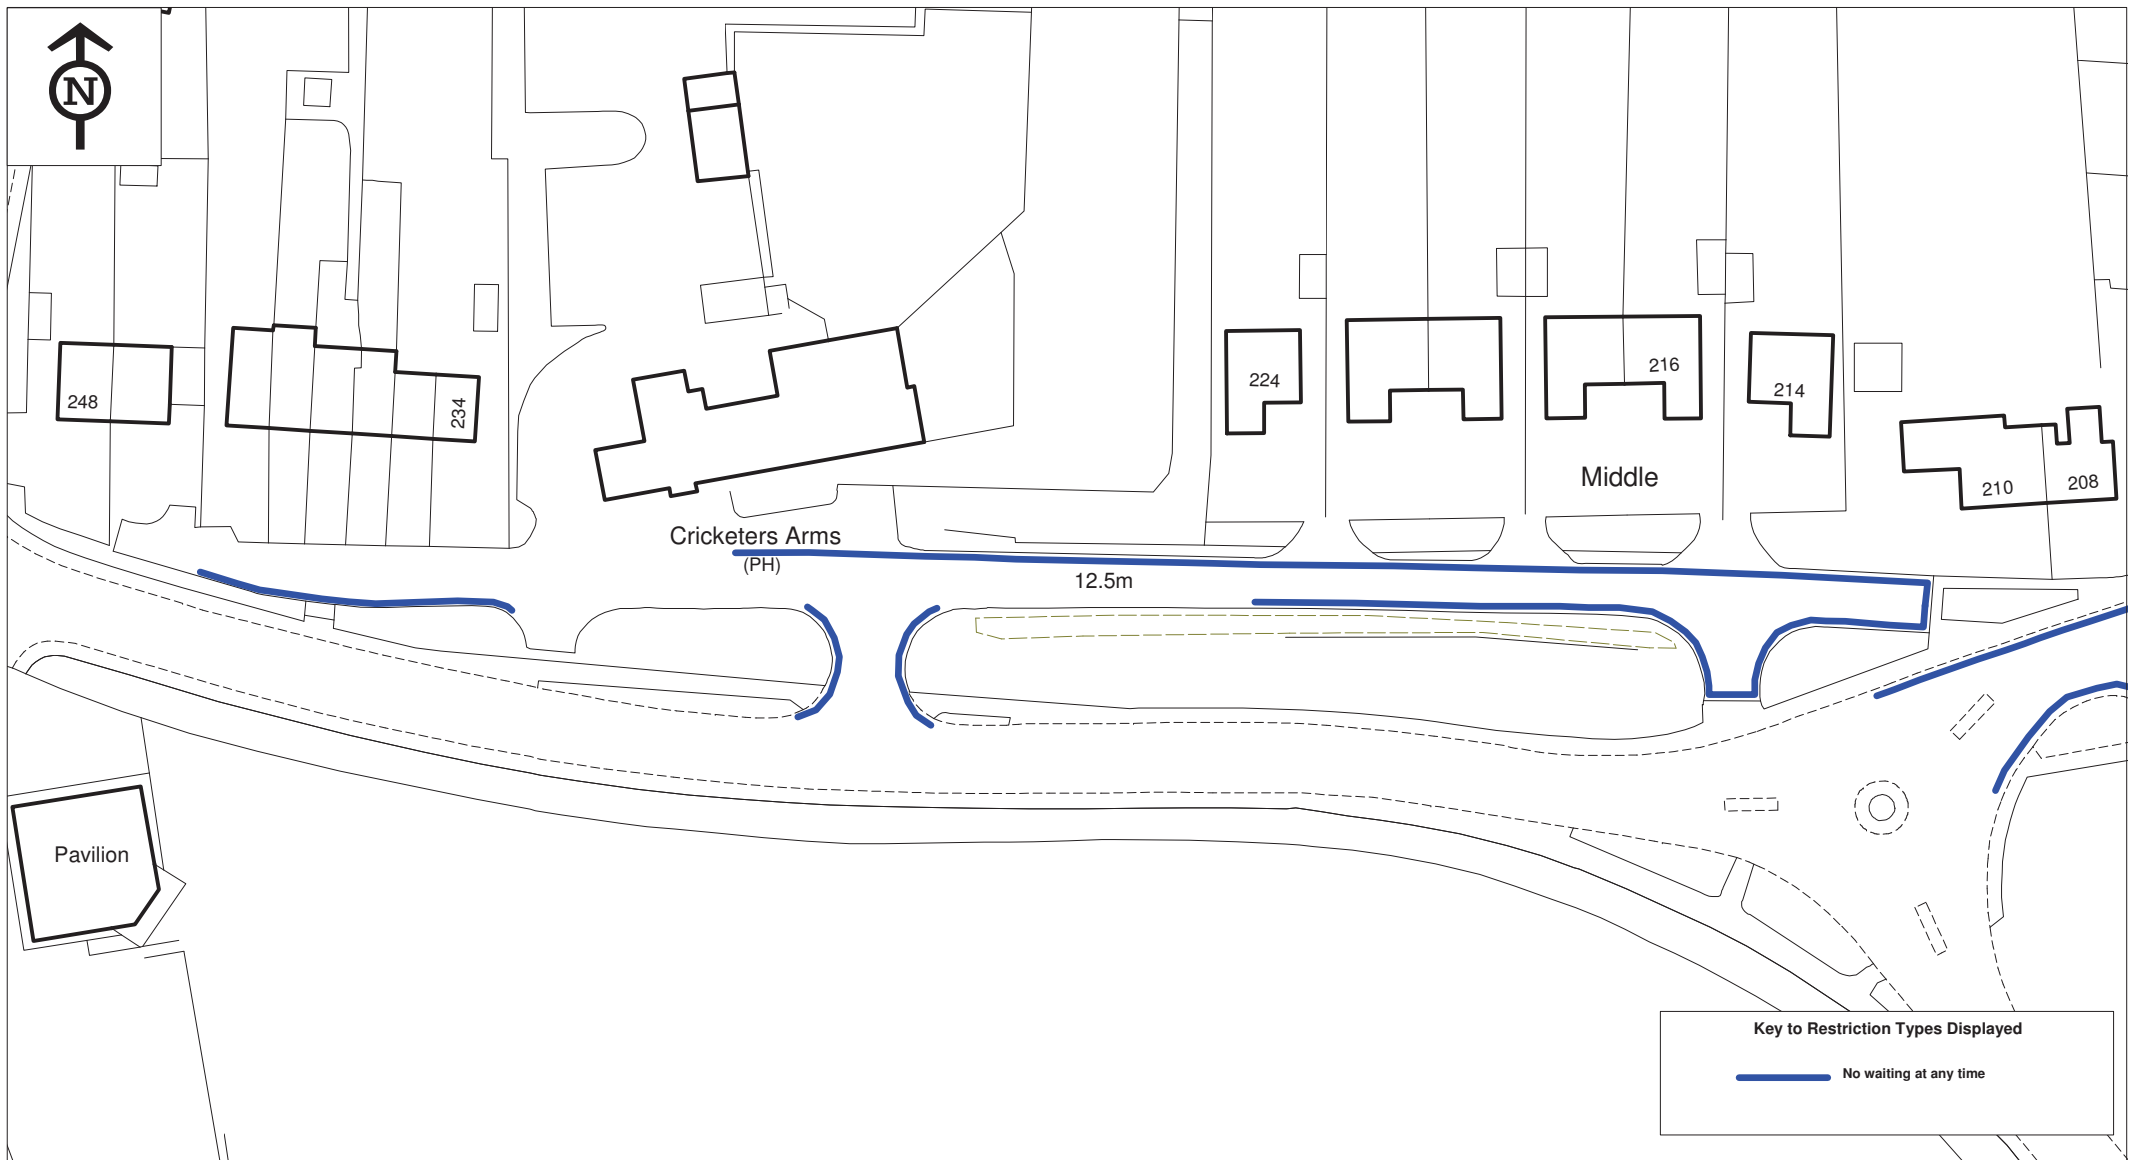 N
248
234
224
216
214
210
208
Middle
Cricketers Arms
(PH)
12.5m
Pavilion
Key to Restriction Types Displayed
No waiting at any time